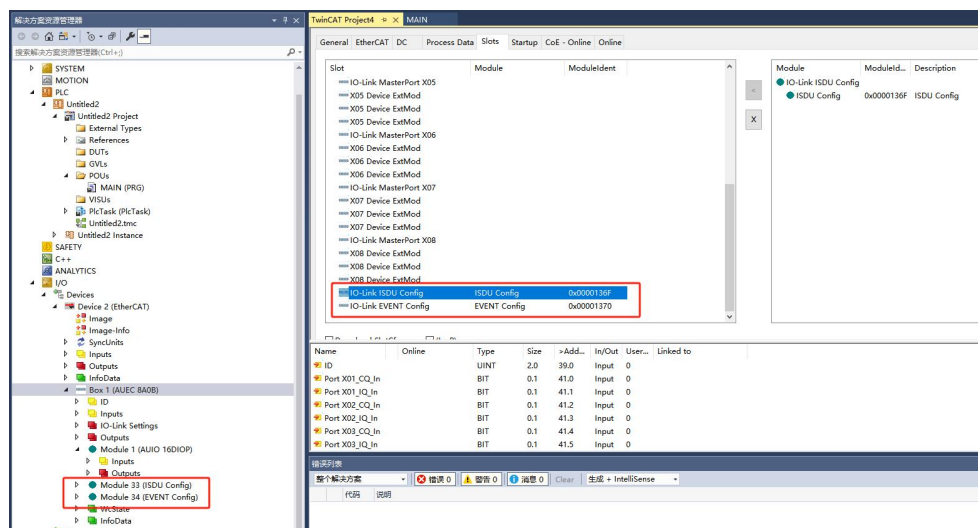 解决方案资源管理器
搜索解决方案资源管理器(Ctrl+;)
SYSTEM
MOTION
PLC
Untitled2
Untitled2 Project
External Types
References
DUTs
GVLs
POUs
MAIN (PRG)
VISUs
PlcTask (PlcTask)
Untitled2.tmc
Untitled2 Instance
SAFETY
C++
ANALYTICS
I/O
Devices
Device 2 (EtherCAT)
Image
Image-Info
SyncUnits
Inputs
Outputs
InfoData
Box 1 (AUEC 8A0B)
ID
Inputs
IO-Link Settings
Outputs
Module 1 (AUIO 16DIOP)
Inputs
Outputs
Module 33 (ISDU Config)
Module 34 (EVENT Config)
WcState
InfoData
TwinCAT Project4 MAIN
General EtherCAT DC Process Data Slots Startup CoE - Online Online
Slot Module ModuleIdent
IO-Link MasterPort X05
X05 Device ExtMod
X05 Device ExtMod
X05 Device ExtMod
IO-Link MasterPort X06
X06 Device ExtMod
X06 Device ExtMod
X06 Device ExtMod
IO-Link MasterPort X07
X07 Device ExtMod
X07 Device ExtMod
X07 Device ExtMod
IO-Link MasterPort X08
X08 Device ExtMod
X08 Device ExtMod
X08 Device ExtMod
IO-Link ISDU Config ISDU Config 0x0000136F
IO-Link EVENT Config EVENT Config 0x00001370
< X
Module ModuleId... Description
IO-Link ISDU Config
ISDU Config 0x0000136F ISDU Config
Name Online Type Size >Add... In/Out User... Linked to
ID UINT 2.0 39.0 Input 0
Port X01_CQ_In BIT 0.1 41.0 Input 0
Port X01_IQ_In BIT 0.1 41.1 Input 0
Port X02_CQ_In BIT 0.1 41.2 Input 0
Port X02_IQ_In BIT 0.1 41.3 Input 0
Port X03_CQ_In BIT 0.1 41.4 Input 0
Port X03_IQ_In BIT 0.1 41.5 Input 0
错误列表
整个解决方案 错误 0 警告 0 消息 0 Clear 生成 + IntelliSense
代码 说明